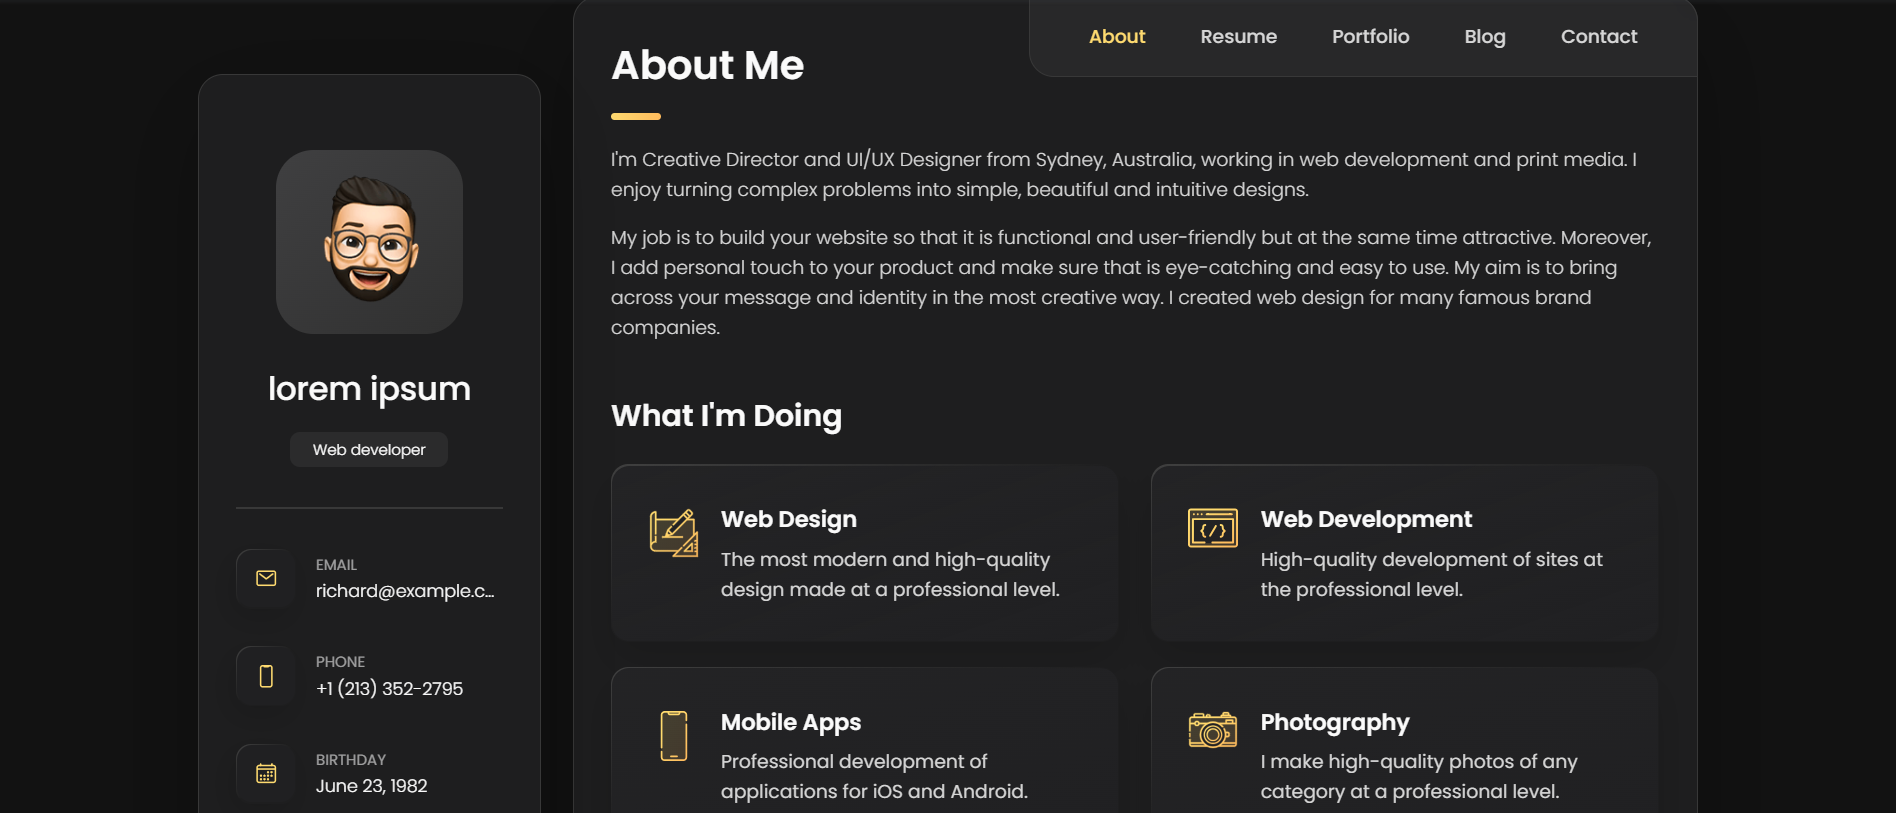 About
Resume
Portfolio
Blog
Contact
lorem ipsum
Web developer
EMAIL
richard@example.c...
PHONE
+1 (213) 352-2795
BIRTHDAY
June 23, 1982
About Me
I'm Creative Director and UI/UX Designer from Sydney, Australia, working in web development and print media. I
enjoy turning complex problems into simple, beautiful and intuitive designs.
My job is to build your website so that it is functional and user-friendly but at the same time attractive. Moreover,
I add personal touch to your product and make sure that is eye-catching and easy to use. My aim is to bring
across your message and identity in the most creative way. I created web design for many famous brand
companies.
What I'm Doing
Web Design
The most modern and high-quality
design made at a professional level.
Web Development
High-quality development of sites at
the professional level.
Mobile Apps
Professional development of
applications for iOS and Android.
Photography
I make high-quality photos of any
category at a professional level.